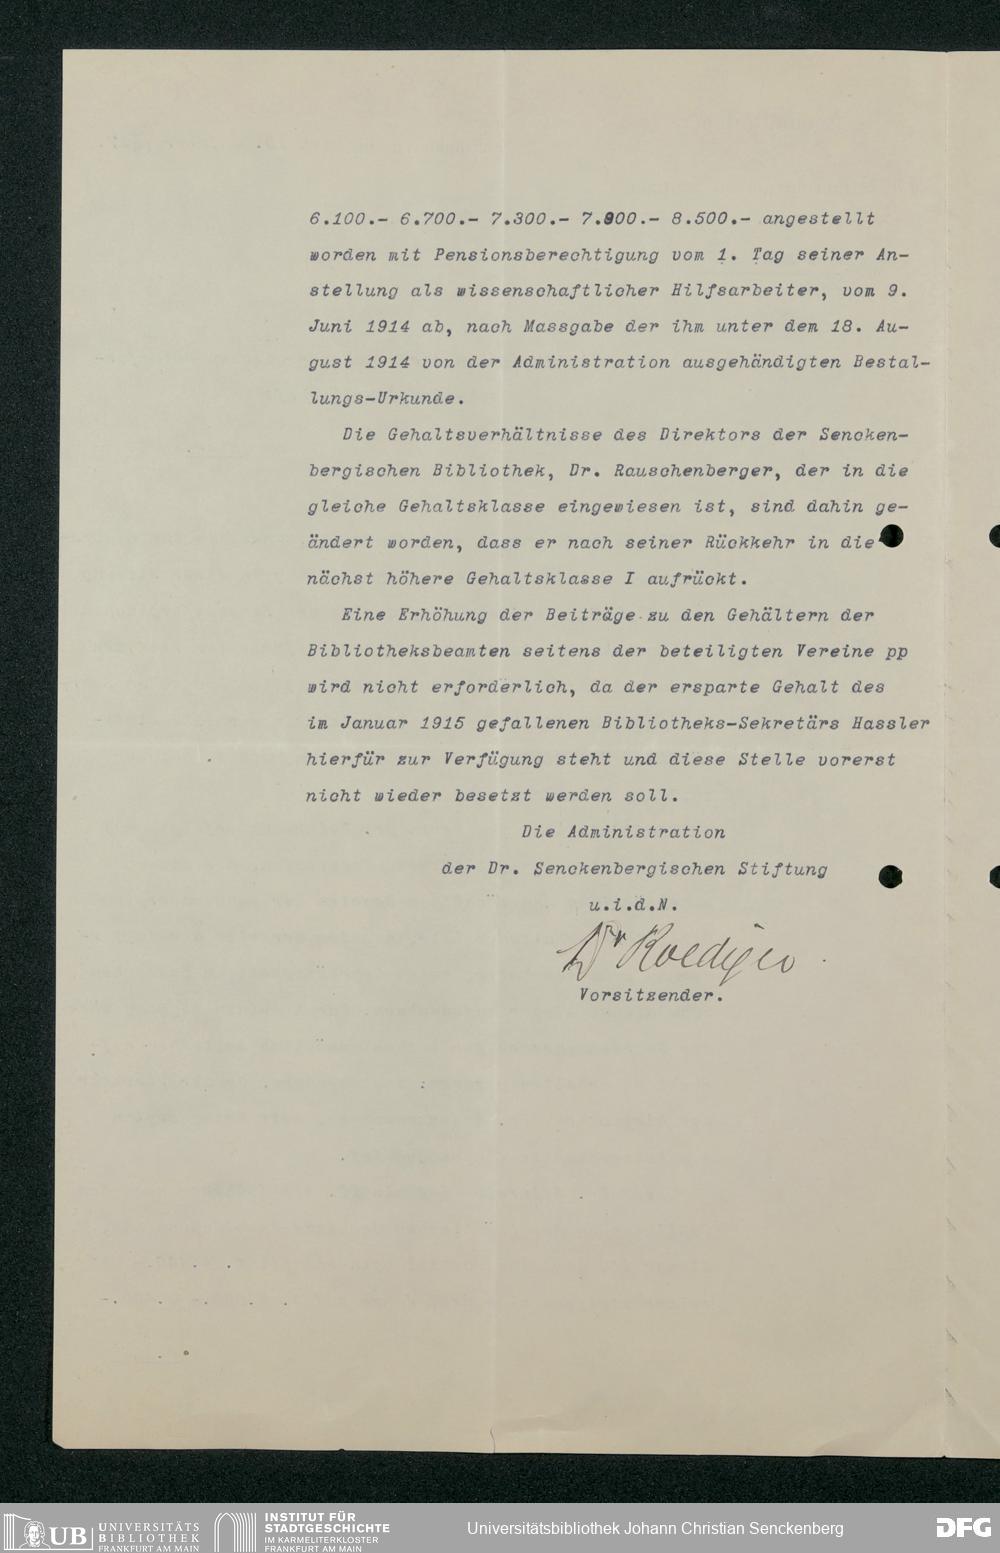 6.100.- 6.700.- 7.300.- 7.900.- 8.500.- angestellt
worden mit Pensionsberechtigung vom 1. Tag seiner An-
stellung als wissenschaftlicher Hilfsarbeiter, vom 9.
Juni 1914 ab, nach Massgabe der ihm unter dem 18. Au-
gust 1914 von der Administration ausgehändigten Bestal-
lungs-Urkunde.
Die Gehaltsverhältnisse des Direktors der Sencken-
bergischen Bibliothek, Dr. Rauschenberger, der in die
gleiche Gehaltsklasse eingewiesen ist, sind dahin ge-
ändert worden, dass er nach seiner Rückkehr in die
nächst höhere Gehaltsklasse I aufrückt.
Eine Erhöhung der Beiträge zu den Gehältern der
Bibliotheksbeamten seitens der beteiligten Vereine pp
wird nicht erforderlich, da der ersparte Gehalt des
im Januar 1915 gefallenen Bibliotheks-Sekretärs Hassler
hierfür zur Verfügung steht und diese Stelle vorerst
nicht wieder besetzt werden soll.
Die Administration
der Dr. Senckenbergischen Stiftung
u.i.d.N.
Dr Roediger
Vorsitzender.
UB UNIVERSITÄTS
BIBLIOTHEK
FRANKFURT AM MAIN
INSTITUT FÜR
STADTGESCHICHTE
IM KARMELITERKLOSTER
FRANKFURT AM MAIN
Universitätsbibliothek Johann Christian Senckenberg
DFG